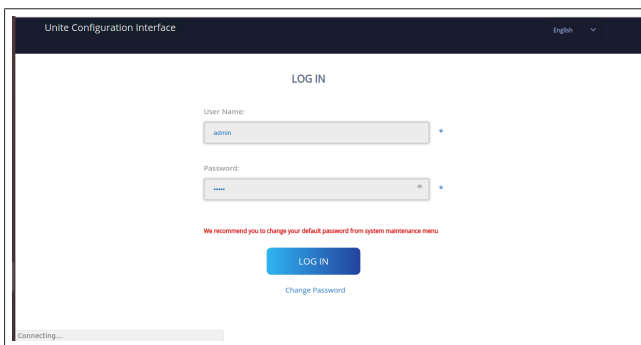 Unite Configuration Interface
English
LOG IN
User Name:
admin
*
Password:
•••••
*
We recommend you to change your default password from system maintenance menu
LOG IN
Change Password
Connecting...